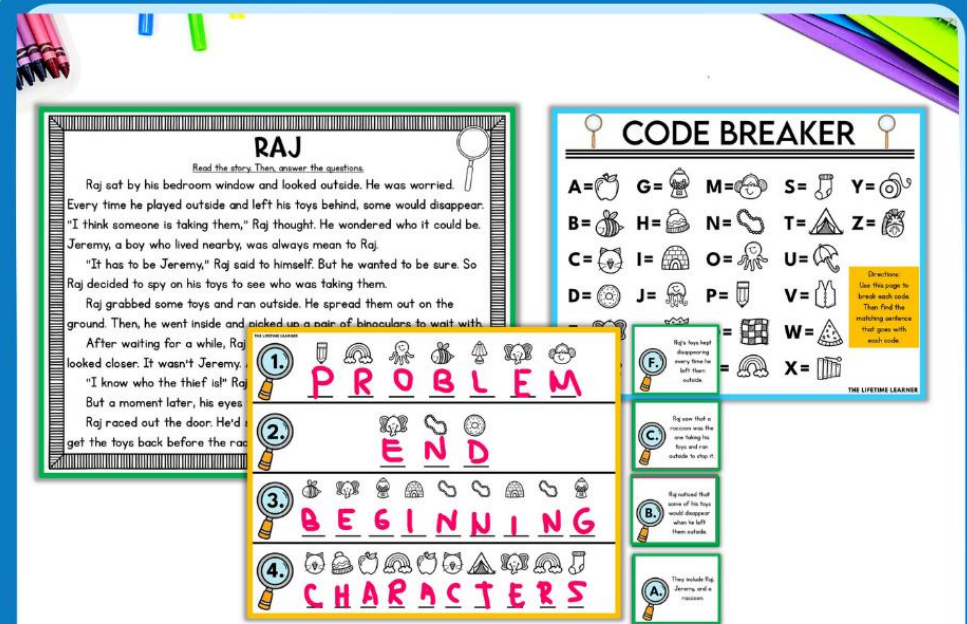 RAJ
Read the story. Then, answer the questions.
Raj sat by his bedroom window and looked outside. He was worried.
Every time he played outside and left his toys behind, some would disappear.
"I think someone is taking them," Raj thought. He wondered who it could be.
Jeremy, a boy who lived nearby, was always mean to Raj.
"It has to be Jeremy," Raj said to himself. But he wanted to be sure. So
Raj decided to spy on his toys to see who was taking them.
Raj grabbed some toys and ran outside. He spread them out on the
ground. Then, he went inside and picked up a pair of binoculars to wait with.
After waiting for a while, Raj
looked closer. It wasn't Jeremy.
"I know who the thief is!" Raj
But a moment later, his eyes
Raj raced out the door. He'd
get the toys back before the
CODE BREAKER
A= G= M= S= Y=
B= H= N= T= Z=
C= I= O= U=
D= J= P= V=
W=
X=
Directions:
Use this page to
break each code.
Then find the
matching sentence
that goes with
each code.
THE LIFETIME LEARNER
THE LIFETIME LEARNER
1.
PROBLEM
2.
END
3.
BEGINNING
4.
CHARACTERS
F.
Raj's toys kept
disappearing
every time he
left them
outside.
C.
Raj saw that a
raccoon was the
one taking his
toys and ran
outside to stop it.
B.
Raj noticed that
some of his toys
would disappear
when he left
them outside.
A.
They include Raj,
Jeremy, and a
raccoon.